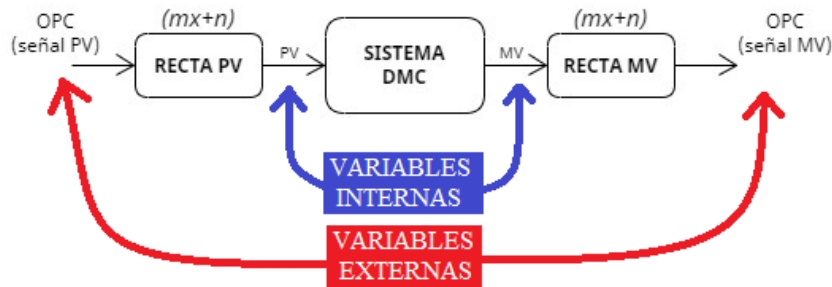 OPC
(señal PV)
(mx+n)
RECTA PV
PV
SISTEMA
DMC
MV
(mx+n)
RECTA MV
OPC
(señal MV)
VARIABLES
INTERNAS
VARIABLES
EXTERNAS